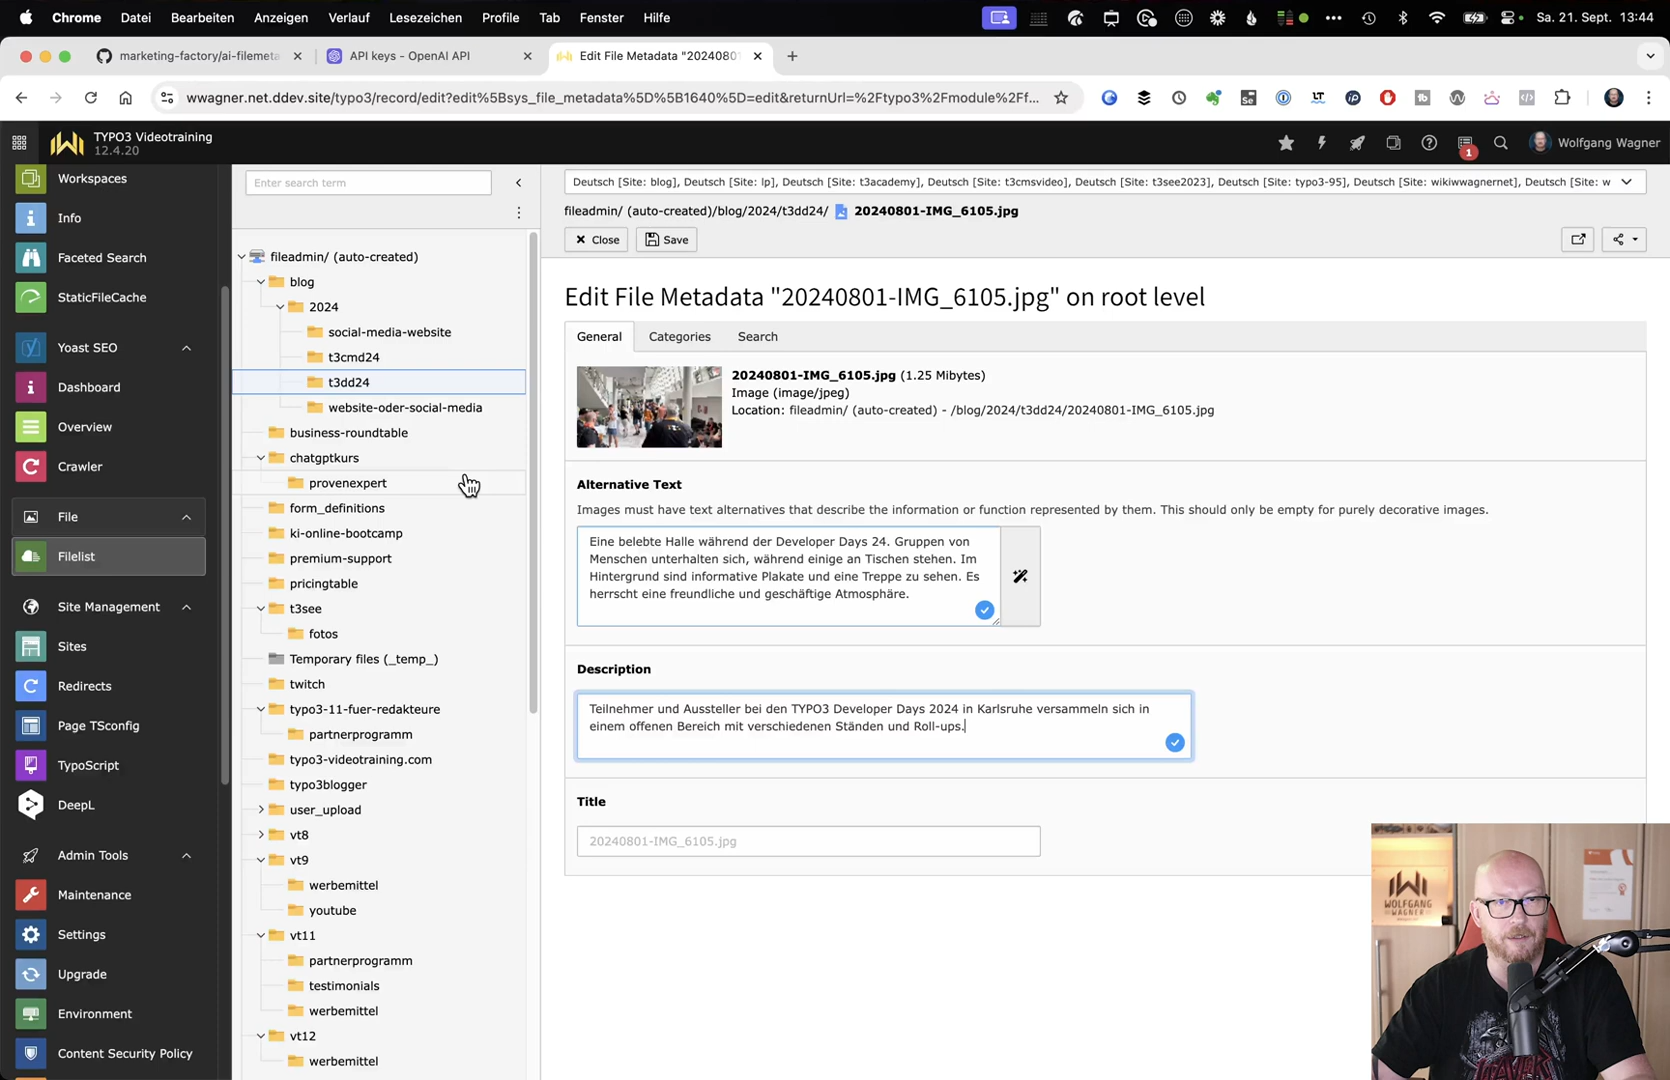 Chrome Datei Bearbeiten Anzeigen Verlauf Lesezeichen Profile Tab Fenster Hilfe Sa. 21. Sept. 13:44
marketing-factory/ai-filemeta
API keys - OpenAI API
Edit File Metadata "20240801
wwagner.net.ddev.site/typo3/record/edit?edit%5Bsys_file_metadata%5D%5B1640%5D=edit&returnUrl=%2Ftypo3%2Fmodule%2Ff...
TYPO3 Videotraining
12.4.20
1
Wolfgang Wagner
Workspaces
Info
Faceted Search
StaticFileCache
Yoast SEO
Dashboard
Overview
Crawler
File
Filelist
Site Management
Sites
Redirects
Page TSconfig
TypoScript
DeepL
Admin Tools
Maintenance
Settings
Upgrade
Environment
Content Security Policy
Enter search term
fileadmin/ (auto-created)
blog
2024
social-media-website
t3cmd24
t3dd24
website-oder-social-media
business-roundtable
chatgptkurs
provenexpert
form_definitions
ki-online-bootcamp
premium-support
pricingtable
t3see
fotos
Temporary files (_temp_)
twitch
typo3-11-fuer-redakteure
partnerprogramm
typo3-videotraining.com
typo3blogger
user_upload
vt8
vt9
werbemittel
youtube
vt11
partnerprogramm
testimonials
werbemittel
vt12
werbemittel
Deutsch [Site: blog], Deutsch [Site: lp], Deutsch [Site: t3academy], Deutsch [Site: t3cmsvideo], Deutsch [Site: t3see2023], Deutsch [Site: typo3-95], Deutsch [Site: wikiwwagnernet], Deutsch [Site: w
fileadmin/ (auto-created)/blog/2024/t3dd24/ 20240801-IMG_6105.jpg
Close
Save
Edit File Metadata "20240801-IMG_6105.jpg" on root level
General Categories Search
20240801-IMG_6105.jpg (1.25 Mibytes)
Image (image/jpeg)
Location: fileadmin/ (auto-created) - /blog/2024/t3dd24/20240801-IMG_6105.jpg
Alternative Text
Images must have text alternatives that describe the information or function represented by them. This should only be empty for purely decorative images.
Eine belebte Halle während der Developer Days 24. Gruppen von
Menschen unterhalten sich, während einige an Tischen stehen. Im
Hintergrund sind informative Plakate und eine Treppe zu sehen. Es
herrscht eine freundliche und geschäftige Atmosphäre.
Description
Teilnehmer und Aussteller bei den TYPO3 Developer Days 2024 in Karlsruhe versammeln sich in
einem offenen Bereich mit verschiedenen Ständen und Roll-ups.
Title
20240801-IMG_6105.jpg
WOLFGANG
WAGNER